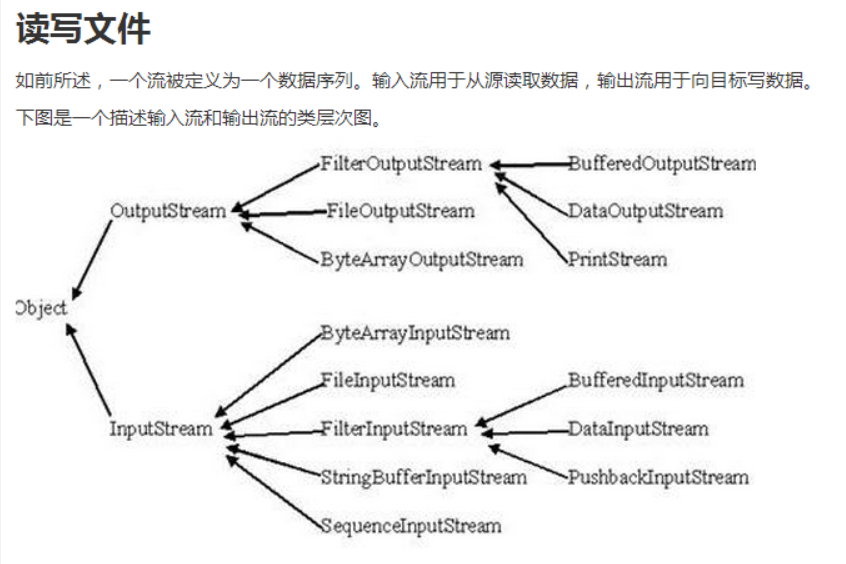 读写文件
如前所述，一个流被定义为一个数据序列。输入流用于从源读取数据，输出流用于向目标写数据。
下图是一个描述输入流和输出流的类层次图。
FilterOutputStream
BufferedOutputStream
OutputStream
FileOutputStream
DataOutputStream
ByteArrayOutputStream
PrintStream
Object
ByteArrayInputStream
FileInputStream
BufferedInputStream
InputStream
FilterInputStream
DataInputStream
StringBufferInputStream
PushbackInputStream
SequenceInputStream